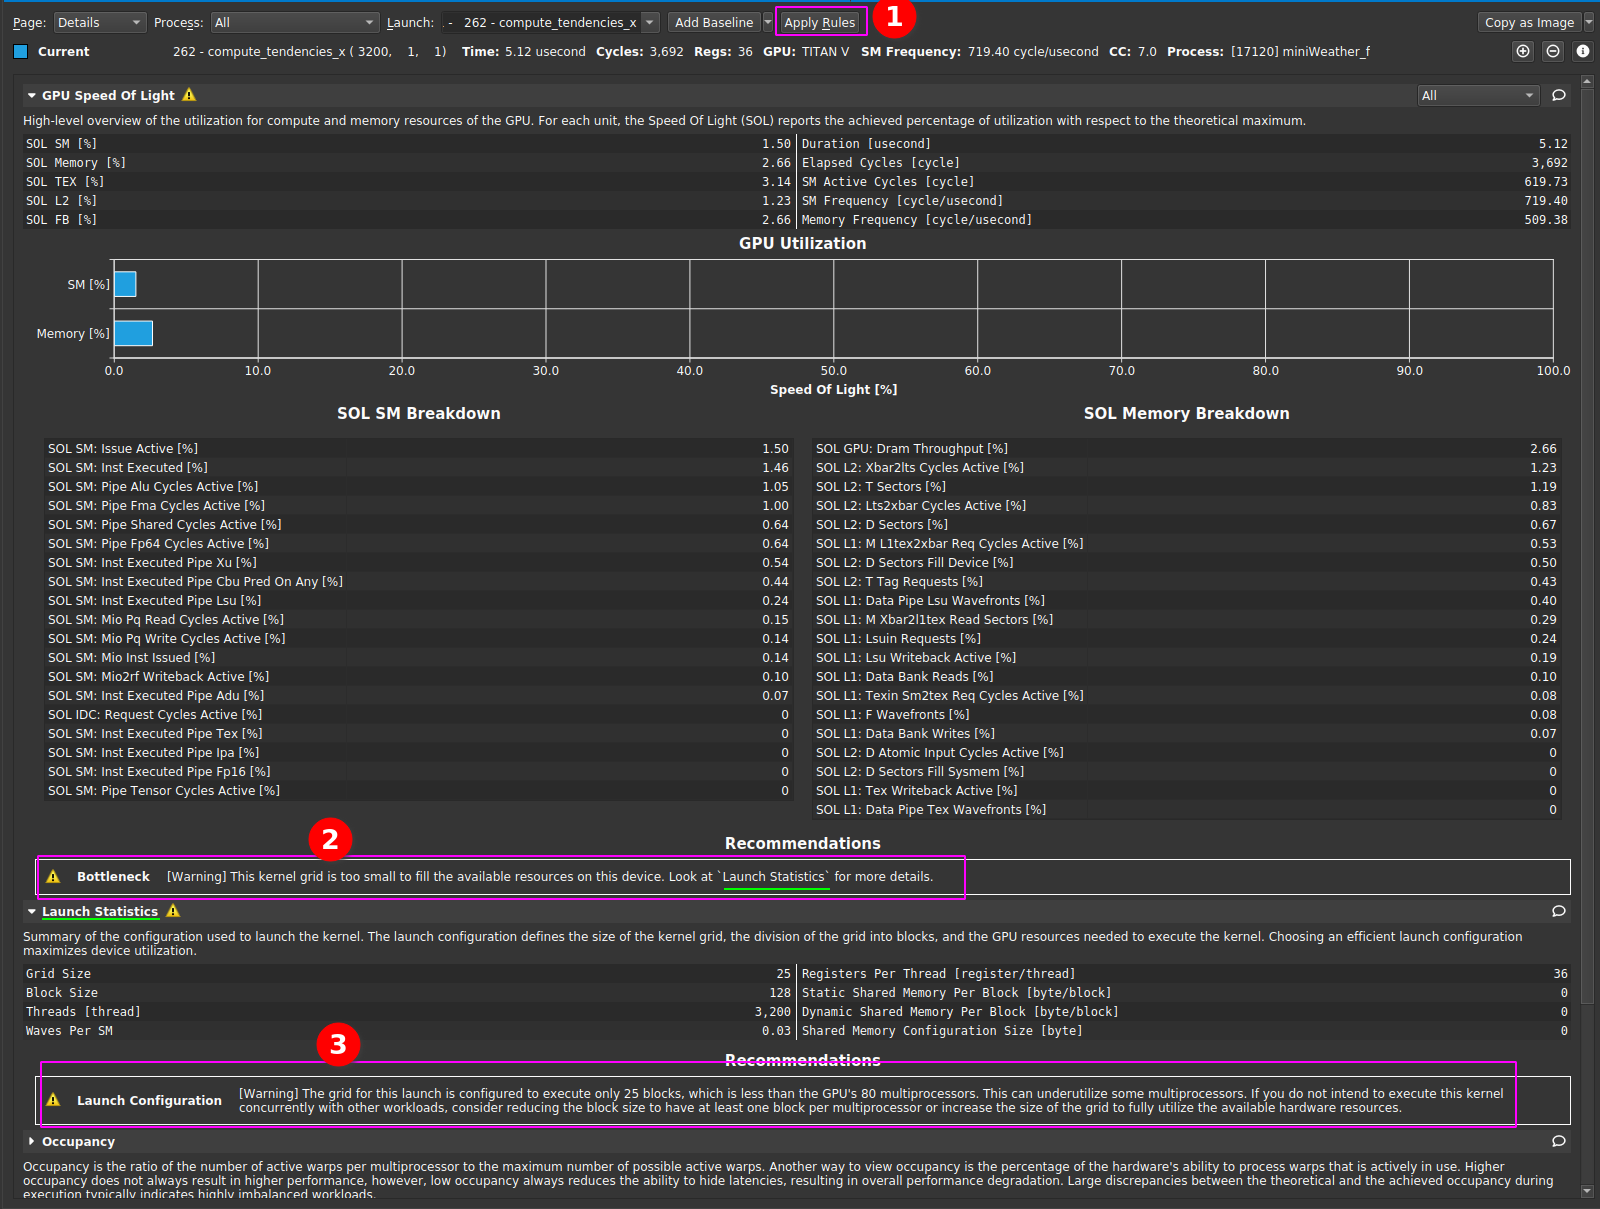 Page: Details Process: All Launch: . - 262 - compute_tendencies_x Add Baseline Apply Rules 1 Copy as Image
Current 262 - compute_tendencies_x ( 3200, 1, 1) Time: 5.12 usecond Cycles: 3,692 Regs: 36 GPU: TITAN V SM Frequency: 719.40 cycle/usecond CC: 7.0 Process: [17120] miniWeather_f
GPU Speed Of Light All
High-level overview of the utilization for compute and memory resources of the GPU. For each unit, the Speed Of Light (SOL) reports the achieved percentage of utilization with respect to the theoretical maximum.
SOL SM [%] 1.50 Duration [usecond] 5.12
SOL Memory [%] 2.66 Elapsed Cycles [cycle] 3,692
SOL TEX [%] 3.14 SM Active Cycles [cycle] 619.73
SOL L2 [%] 1.23 SM Frequency [cycle/usecond] 719.40
SOL FB [%] 2.66 Memory Frequency [cycle/usecond] 509.38
GPU Utilization
SM [%]
Memory [%]
0.0 10.0 20.0 30.0 40.0 50.0 60.0 70.0 80.0 90.0 100.0
Speed Of Light [%]
SOL SM Breakdown
SOL SM: Issue Active [%] 1.50
SOL SM: Inst Executed [%] 1.46
SOL SM: Pipe Alu Cycles Active [%] 1.05
SOL SM: Pipe Fma Cycles Active [%] 1.00
SOL SM: Pipe Shared Cycles Active [%] 0.64
SOL SM: Pipe Fp64 Cycles Active [%] 0.64
SOL SM: Inst Executed Pipe Xu [%] 0.54
SOL SM: Inst Executed Pipe Cbu Pred On Any [%] 0.44
SOL SM: Inst Executed Pipe Lsu [%] 0.24
SOL SM: Mio Pq Read Cycles Active [%] 0.15
SOL SM: Mio Pq Write Cycles Active [%] 0.14
SOL SM: Mio Inst Issued [%] 0.14
SOL SM: Mio2rf Writeback Active [%] 0.10
SOL SM: Inst Executed Pipe Adu [%] 0.07
SOL IDC: Request Cycles Active [%] 0
SOL SM: Inst Executed Pipe Tex [%] 0
SOL SM: Inst Executed Pipe Ipa [%] 0
SOL SM: Inst Executed Pipe Fp16 [%] 0
SOL SM: Pipe Tensor Cycles Active [%] 0
SOL Memory Breakdown
SOL GPU: Dram Throughput [%] 2.66
SOL L2: Xbar2lts Cycles Active [%] 1.23
SOL L2: T Sectors [%] 1.19
SOL L2: Lts2xbar Cycles Active [%] 0.83
SOL L2: D Sectors [%] 0.67
SOL L1: M L1tex2xbar Req Cycles Active [%] 0.53
SOL L2: D Sectors Fill Device [%] 0.50
SOL L2: T Tag Requests [%] 0.43
SOL L1: Data Pipe Lsu Wavefronts [%] 0.40
SOL L1: M Xbar2l1tex Read Sectors [%] 0.29
SOL L1: Lsuin Requests [%] 0.24
SOL L1: Lsu Writeback Active [%] 0.19
SOL L1: Data Bank Reads [%] 0.10
SOL L1: Texin Sm2tex Req Cycles Active [%] 0.08
SOL L1: F Wavefronts [%] 0.08
SOL L1: Data Bank Writes [%] 0.07
SOL L2: D Atomic Input Cycles Active [%] 0
SOL L2: D Sectors Fill Sysmem [%] 0
SOL L1: Tex Writeback Active [%] 0
SOL L1: Data Pipe Tex Wavefronts [%] 0
2
Recommendations
Bottleneck [Warning] This kernel grid is too small to fill the available resources on this device. Look at `Launch Statistics` for more details.
Launch Statistics
Summary of the configuration used to launch the kernel. The launch configuration defines the size of the kernel grid, the division of the grid into blocks, and the GPU resources needed to execute the kernel. Choosing an efficient launch configuration
maximizes device utilization.
Grid Size 25 Registers Per Thread [register/thread] 36
Block Size 128 Static Shared Memory Per Block [byte/block] 0
Threads [thread] 3,200 Dynamic Shared Memory Per Block [byte/block] 0
Waves Per SM 0.03 Shared Memory Configuration Size [byte] 0
3
Recommendations
Launch Configuration [Warning] The grid for this launch is configured to execute only 25 blocks, which is less than the GPU's 80 multiprocessors. This can underutilize some multiprocessors. If you do not intend to execute this kernel
concurrently with other workloads, consider reducing the block size to have at least one block per multiprocessor or increase the size of the grid to fully utilize the available hardware resources.
Occupancy
Occupancy is the ratio of the number of active warps per multiprocessor to the maximum number of possible active warps. Another way to view occupancy is the percentage of the hardware's ability to process warps that is actively in use. Higher
occupancy does not always result in higher performance, however, low occupancy always reduces the ability to hide latencies, resulting in overall performance degradation. Large discrepancies between the theoretical and the achieved occupancy during
execution typically indicates highly imbalanced workloads.